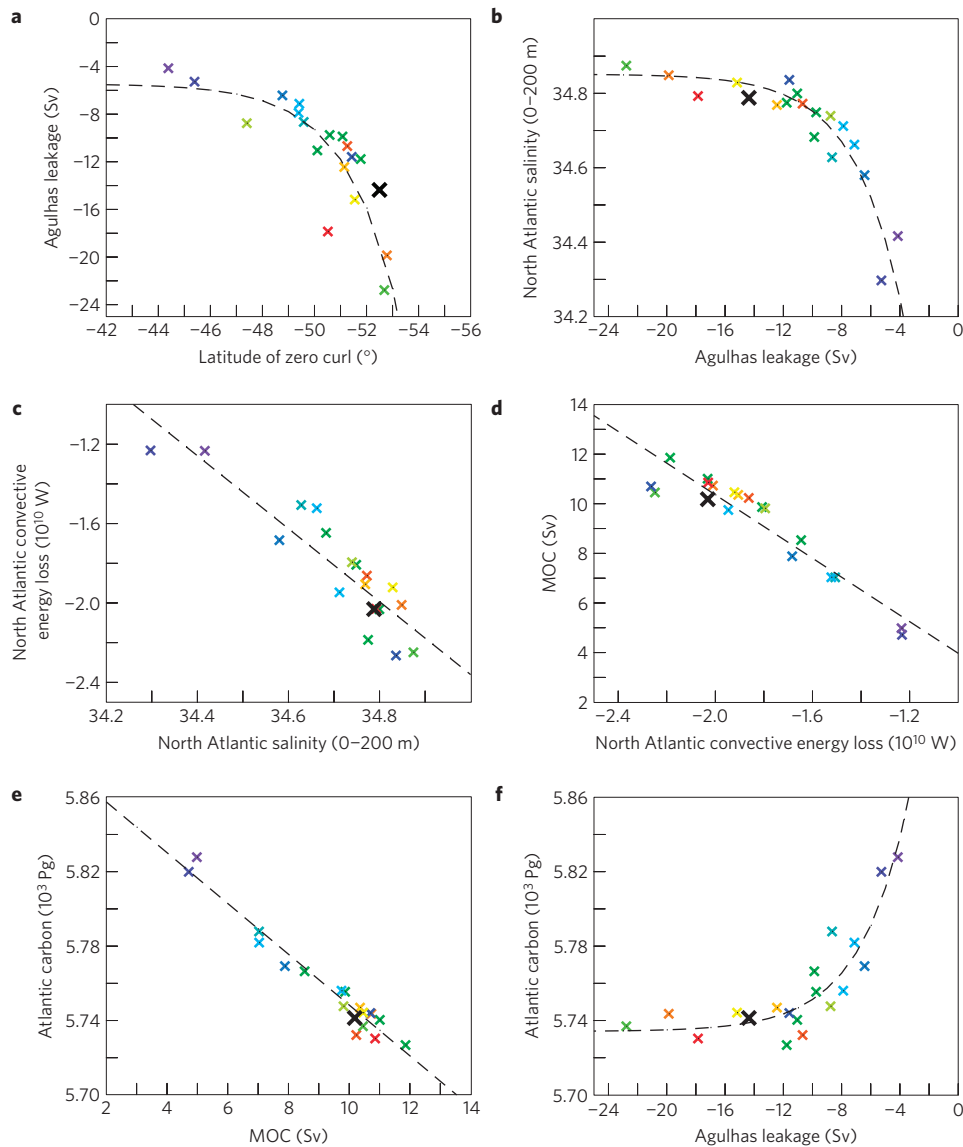 a
0
−4
−8
−12
−16
−20
−24
Agulhas leakage (Sv)
−42 −44 −46 −48 −50 −52 −54 −56
Latitude of zero curl (°)
b
34.8
34.6
34.4
34.2
North Atlantic salinity (0–200 m)
−24 −20 −16 −12 −8 −4 0
Agulhas leakage (Sv)
c
−1.2
−1.6
−2.0
−2.4
North Atlantic convective
energy loss (10¹⁰ W)
34.2 34.4 34.6 34.8
North Atlantic salinity (0–200 m)
d
14
12
10
8
6
4
2
MOC (Sv)
−2.4 −2.0 −1.6 −1.2
North Atlantic convective energy loss (10¹⁰ W)
e
5.86
5.82
5.78
5.74
5.70
Atlantic carbon (10³ Pg)
2 4 6 8 10 12 14
MOC (Sv)
f
5.86
5.82
5.78
5.74
5.70
Atlantic carbon (10³ Pg)
−24 −20 −16 −12 −8 −4 0
Agulhas leakage (Sv)